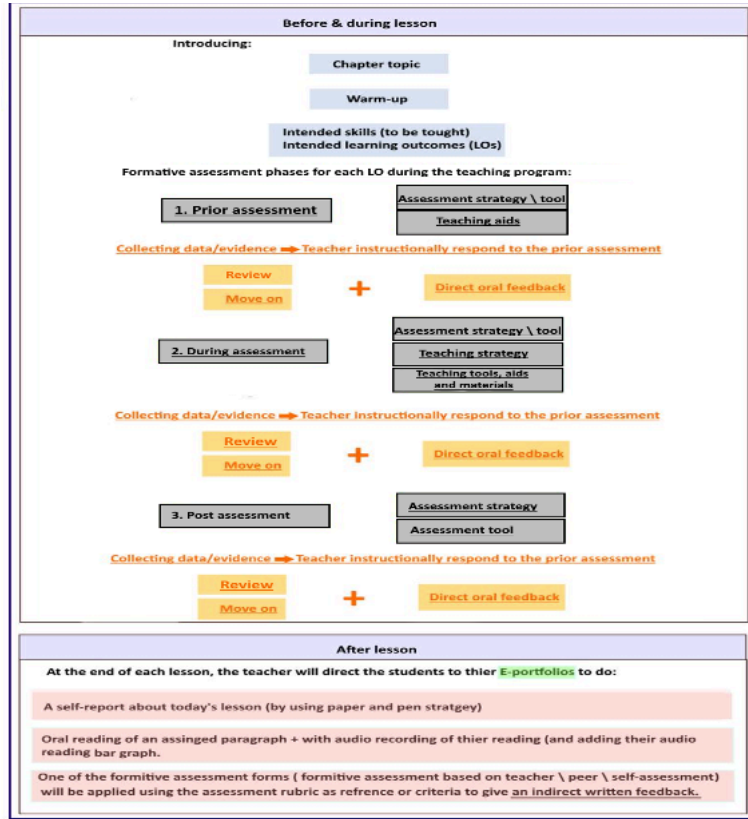 Before & during lesson
Introducing:
Chapter topic
Warm-up
Intended skills (to be tought)
Intended learning outcomes (LOs)
Formative assessment phases for each LO during the teaching program:
1. Prior assessment
Assessment strategy \ tool
Teaching aids
Collecting data/evidence ➡ Teacher instructionally respond to the prior assessment
Review
Move on
+
Direct oral feedback
2. During assessment
Assessment strategy \ tool
Teaching strategy
Teaching tools, aids
and materials
Collecting data/evidence ➡ Teacher instructionally respond to the prior assessment
Review
Move on
+
Direct oral feedback
3. Post assessment
Assessment strategy
Assessment tool
Collecting data/evidence ➡ Teacher instructionally respond to the prior assessment
Review
Move on
+
Direct oral feedback
After lesson
At the end of each lesson, the teacher will direct the students to thier E-portfolios to do:
A self-report about today's lesson (by using paper and pen stratgey)
Oral reading of an assinged paragraph + with audio recording of thier reading (and adding their audio
reading bar graph.
One of the formitive assessment forms ( formitive assessment based on teacher \ peer \ self-assessment)
will be applied using the assessment rubric as refrence or criteria to give an indirect written feedback.